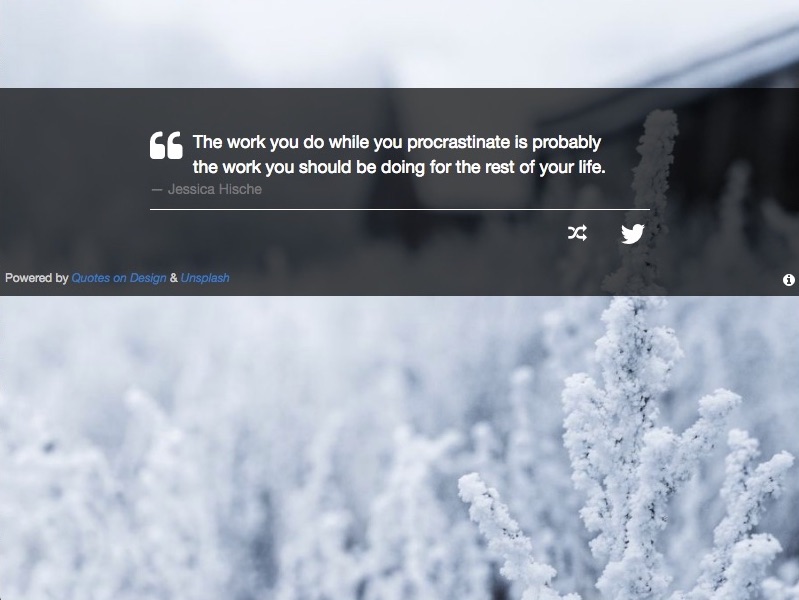 The work you do while you procrastinate is probably
the work you should be doing for the rest of your life.
— Jessica Hische
Powered by Quotes on Design & Unsplash